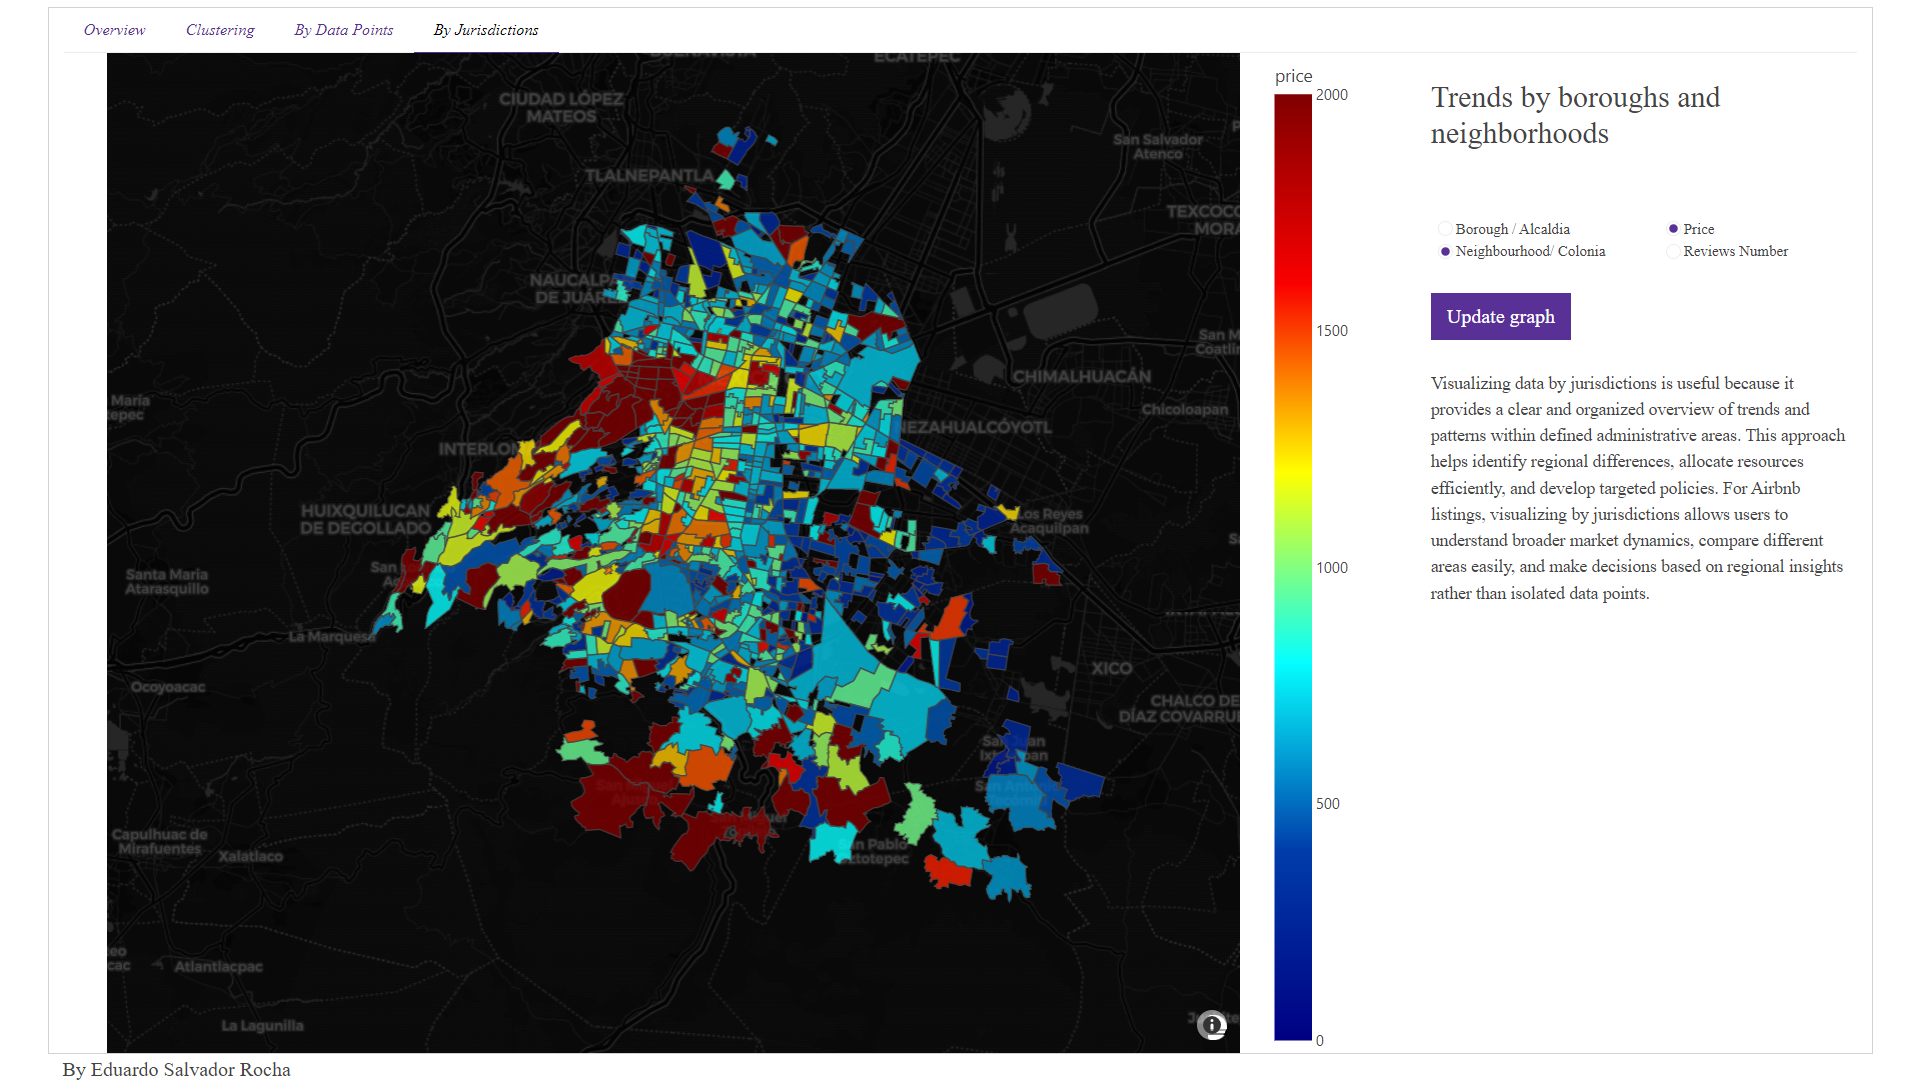 Overview
Clustering
By Data Points
By Jurisdictions
ECATEPEC
CIUDAD LÓPEZ
MATEOS
San Salvador
Atenco
TLALNEPANTLA
TEXCOCO
NAUCALPA
DE JUÁRE
CHIMALHUACÁN
Chicoloapan
NEZAHUALCÓYOTL
María
tepec
INTERLOM
HUIXQUILUCAN
DE DEGOLLADO
Los Reyes
Acaquilpan
Santa Maria
Atarasquillo
La Marquesa
XICO
Ocoyoacac
CHALCO DE
DÍAZ COVARRU
Capulhuac de
Mirafuentes
Xalatlaco
San Pablo
Oztotepec
Atlantlacpac
La Lagunilla
price
2000
1500
1000
500
0
Trends by boroughs and
neighborhoods
Borough / Alcaldia
Price
Neighbourhood/ Colonia
Reviews Number
Update graph
Visualizing data by jurisdictions is useful because it
provides a clear and organized overview of trends and
patterns within defined administrative areas. This approach
helps identify regional differences, allocate resources
efficiently, and develop targeted policies. For Airbnb
listings, visualizing by jurisdictions allows users to
understand broader market dynamics, compare different
areas easily, and make decisions based on regional insights
rather than isolated data points.
By Eduardo Salvador Rocha